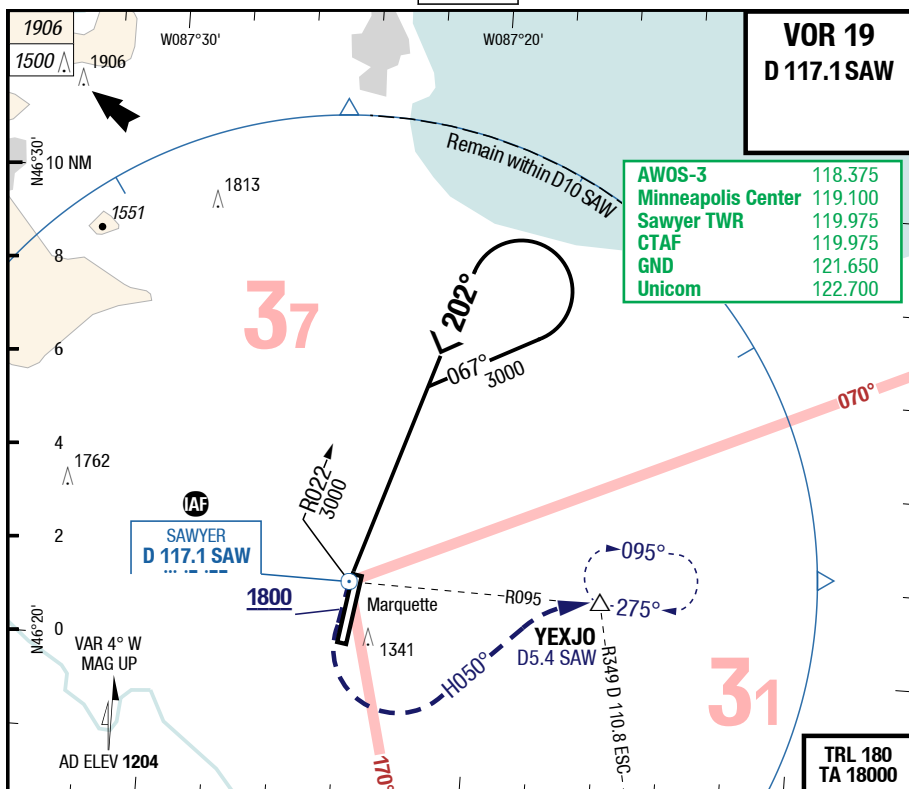 1906
1500
1906
W087°30'
W087°20'
VOR 19
D 117.1 SAW
N46°30'
10 NM
Remain within D10 SAW
AWOS-3 118.375
Minneapolis Center 119.100
Sawyer TWR 119.975
CTAF 119.975
GND 121.650
Unicom 122.700
1813
1551
8
37
202°
6
067°
3000
070°
4
1762
R022
3000
IAF
2
SAWYER
D 117.1 SAW
095°
1800
Marquette
R095
275°
N46°20'
0
YEXJO
D5.4 SAW
1341
VAR 4° W
MAG UP
H050°
R349 D 110.8 ESC
31
AD ELEV 1204
170°
TRL 180
TA 18000